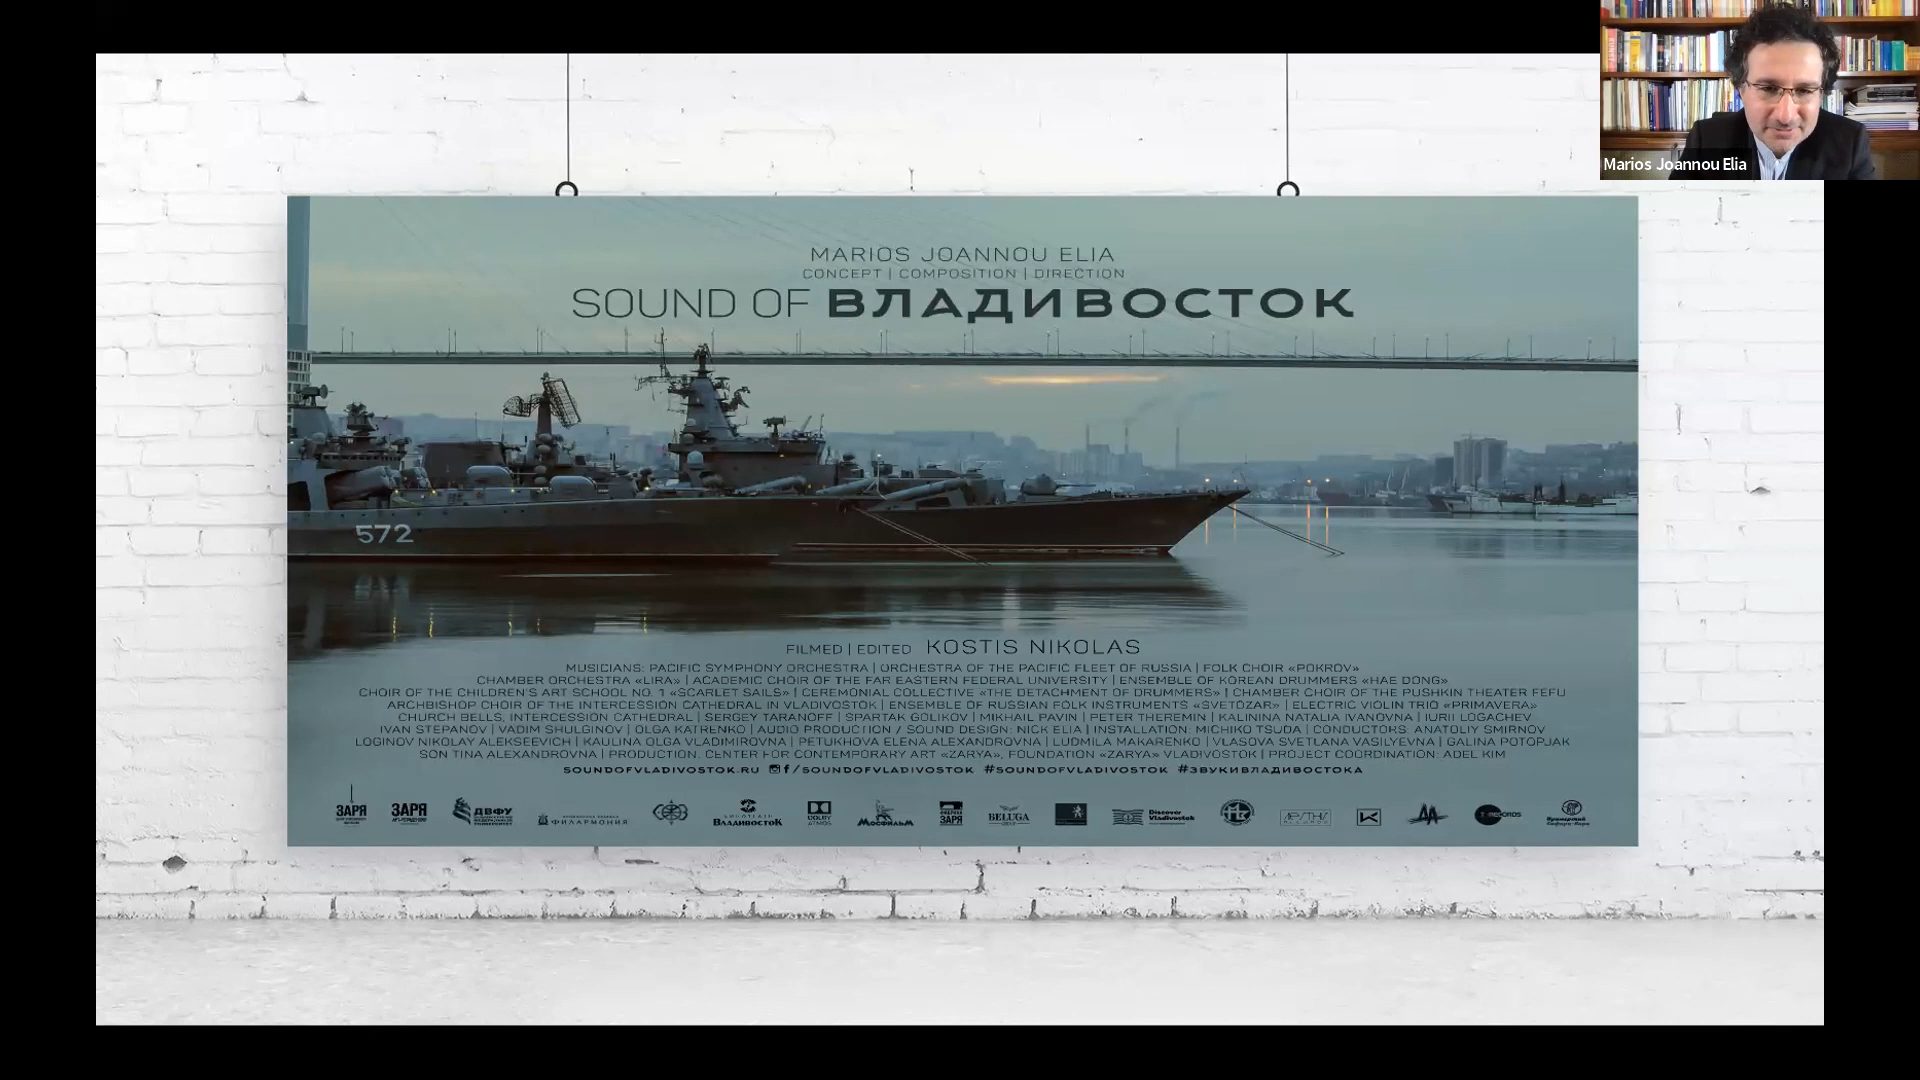 Marios Joannou Elia
MARIOS JOANNOU ELIA
CONCEPT | COMPOSITION | DIRECTION
SOUND OF ВЛАДИВОСТОК
572
FILMED | EDITED KOSTIS NIKOLAS
MUSICIANS: PACIFIC SYMPHONY ORCHESTRA | ORCHESTRA OF THE PACIFIC FLEET OF RUSSIA | FOLK CHOIR «POKROV»
CHAMBER ORCHESTRA «LIRA» | ACADEMIC CHOIR OF THE FAR EASTERN FEDERAL UNIVERSITY | ENSEMBLE OF KOREAN DRUMMERS «HAE DONG»
CHOIR OF THE CHILDREN'S ART SCHOOL NO. 1 «SCARLET SAILS» | CEREMONIAL COLLECTIVE «THE DETACHMENT OF DRUMMERS» | CHAMBER CHOIR OF THE PUSHKIN THEATER FEFU
ARCHBISHOP CHOIR OF THE INTERCESSION CATHEDRAL IN VLADIVOSTOK | ENSEMBLE OF RUSSIAN FOLK INSTRUMENTS «SVETOZAR» | ELECTRIC VIOLIN TRIO «PRIMAVERA»
CHURCH BELLS, INTERCESSION CATHEDRAL | SERGEY TARANOFF | SPARTAK GOLIKOV | MIKHAIL PAVIN | PETER THEREMIN | KALININA NATALIA IVANOVNA | IURII LOGACHEV
IVAN STEPANOV | VADIM SHULGINOV | OLGA KATRENKO | AUDIO PRODUCTION / SOUND DESIGN: NICK ELIA | INSTALLATION: MICHIKO TSUDA | CONDUCTORS: ANATOLIY SMIRNOV
LOGINOV NIKOLAY ALEKSEEVICH | KAULINA OLGA VLADIMIROVNA | PETUKHOVA ELENA ALEXANDROVNA | LUDMILA MAKARENKO | VLASOVA SVETLANA VASILYEVNA | GALINA POTOPJAK
SON TINA ALEXANDROVNA | PRODUCTION: CENTER FOR CONTEMPORARY ART «ZARYA», FOUNDATION «ZARYA» VLADIVOSTOK | PROJECT COORDINATION: ADEL KIM
SOUNDOFVLADIVOSTOK.RU f/SOUNDOFVLADIVOSTOK #SOUNDOFVLADIVOSTOK #ЗВУКИВЛАДИВОСТОКА
ЗАРЯ ЗАРЯ ДВФУ ФИЛАРМОНИЯ ВЛАДИВОСТОК DOLBY ATMOS МОСФИЛЬМ ЗАРЯ BELUGA Discover Vladivostok RECORDS